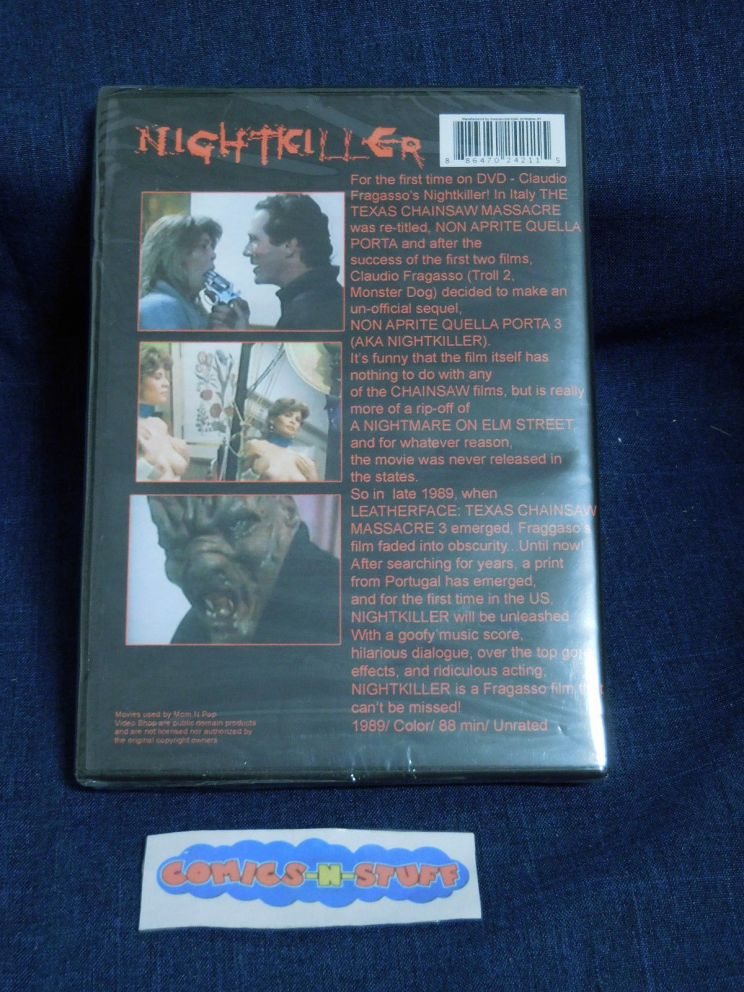 NIGHTKILLER
8 86470 24211 5
For the first time on DVD - Claudio
Fragasso's Nightkiller! In Italy THE
TEXAS CHAINSAW MASSACRE
was re-titled, NON APRITE QUELLA
PORTA and after the
success of the first two films,
Claudio Fragasso (Troll 2,
Monster Dog) decided to make an
un-official sequel,
NON APRITE QUELLA PORTA 3
(AKA NIGHTKILLER).
It's funny that the film itself has
nothing to do with any
of the CHAINSAW films, but is really
more of a rip-off of
A NIGHTMARE ON ELM STREET,
and for whatever reason,
the movie was never released in
the states.
So in late 1989, when
LEATHERFACE: TEXAS CHAINSAW
MASSACRE 3 emerged, Fraggaso's
film faded into obscurity...Until now!
After searching for years, a print
from Portugal has emerged,
and for the first time in the US,
NIGHTKILLER will be unleashed
With a goofy music score,
hilarious dialogue, over the top gore
effects, and ridiculous acting,
NIGHTKILLER is a Fragasso film that
can't be missed!
1989/ Color/ 88 min/ Unrated
Movies used by Mom N Pop
Video Shop are public domain products
and are not licensed nor authorized by
the original copyright owners
COMICS-N-STUFF